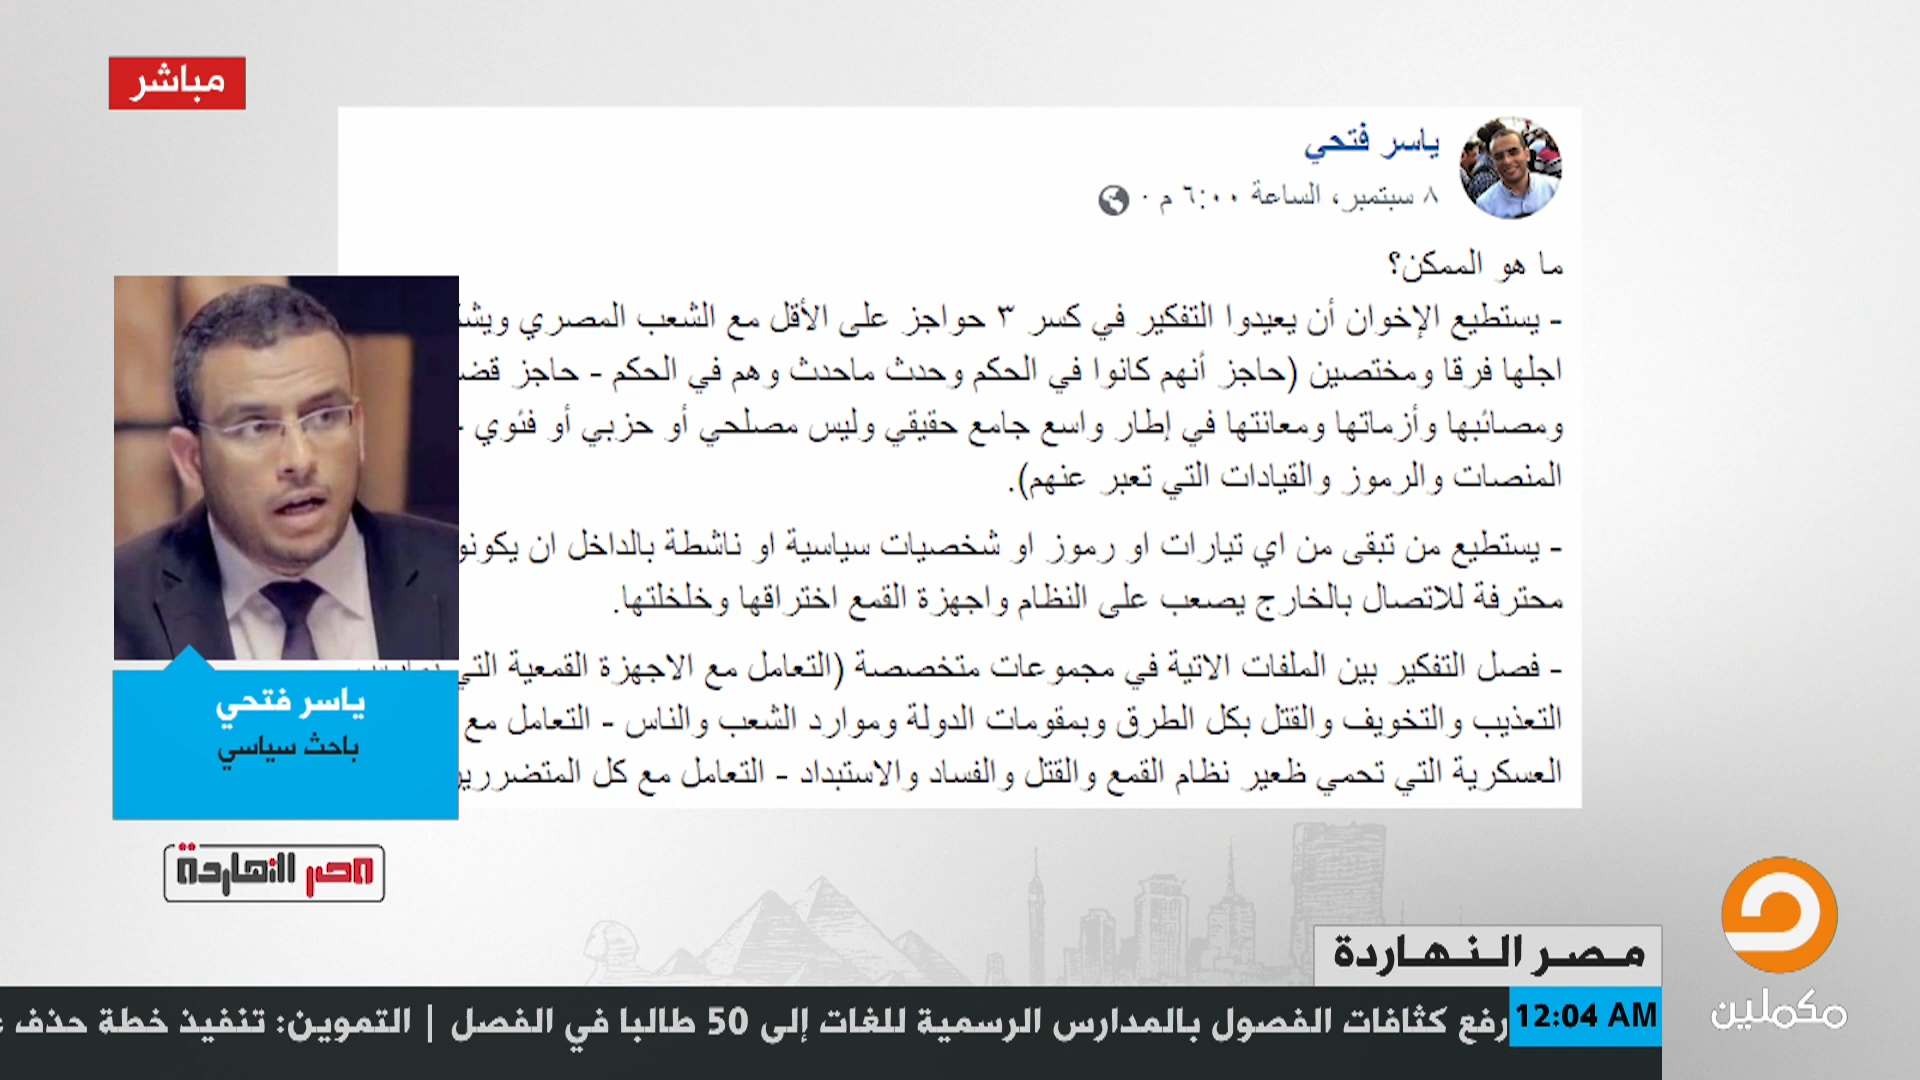 مباشر
ياسر فتحي
٨ سبتمبر، الساعة ٦:٠٠ م ·
ما هو الممكن؟
- يستطيع الإخوان أن يعيدوا التفكير في كسر ٣ حواجز على الأقل مع الشعب المصري
اجلها فرقا ومختصين (حاجز أنهم كانوا في الحكم وحدث ماحدث وهم في الحكم - حاجز
ومصائبها وأزماتها ومعانتها في إطار واسع جامع حقيقي وليس مصلحي أو حزبي أو فئوي
المنصات والرموز والقيادات التي تعبر عنهم).
- يستطيع من تبقى من اي تيارات او رموز او شخصيات سياسية او ناشطة بالداخل ان
محترفة للاتصال بالخارج يصعب على النظام واجهزة القمع اختراقها وخلخلتها.
- فصل التفكير بين الملفات الاتية في مجموعات متخصصة (التعامل مع الاجهزة القمعية التي
التعذيب والتخويف والقتل بكل الطرق وبمقومات الدولة وموارد الشعب والناس - التعامل مع
العسكرية التي تحمي ظعير نظام القمع والقتل والفساد والاستبداد - التعامل مع كل
ياسر فتحي
باحث سياسي
مصر النهاردة
مصر النهاردة
مكملين
12:04 AM
رفع كثافات الفصول بالمدارس الرسمية للغات إلى 50 طالبا في الفصل | التموين: تنفيذ خطة حذف